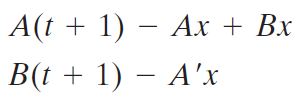 A(t + 1) − Ax + Bx
B(t + 1) − A'x